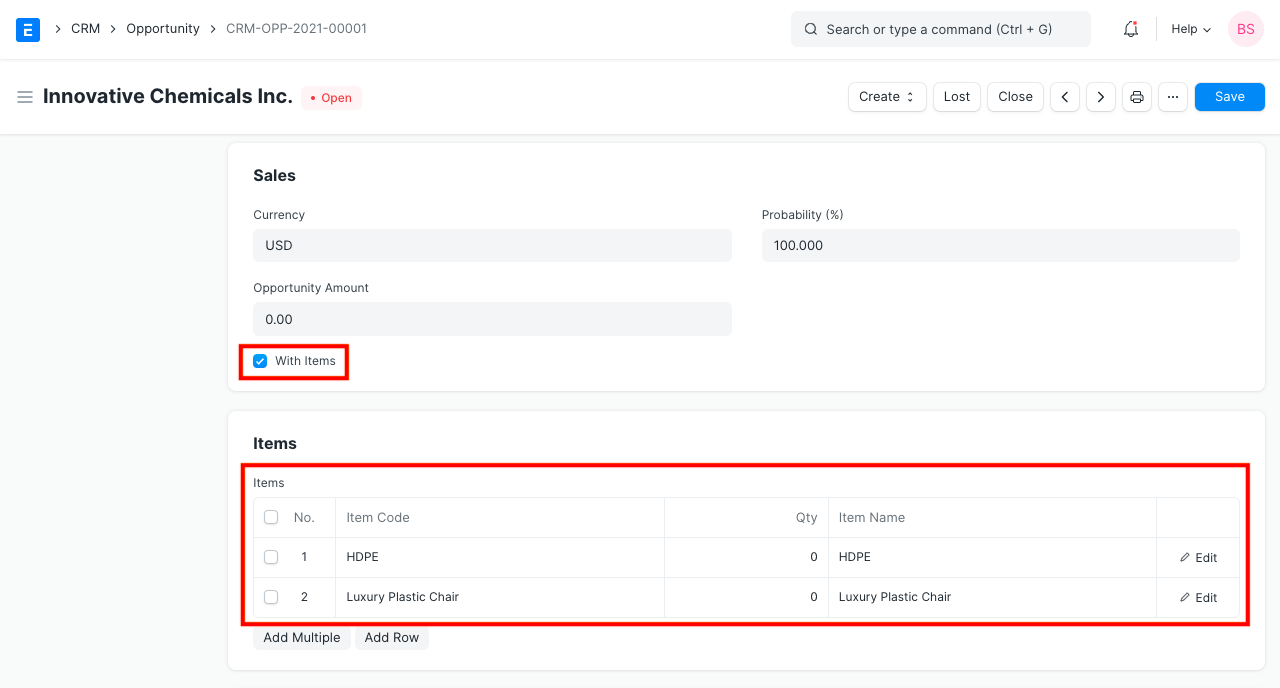 E CRM Opportunity CRM-OPP-2021-00001 Search or type a command (Ctrl + G) Help BS
Innovative Chemicals Inc. • Open Create Lost Close ... Save
Sales
Currency Probability (%)
USD 100.000
Opportunity Amount
0.00
With Items
Items
Items
No. Item Code Qty Item Name
1 HDPE 0 HDPE Edit
2 Luxury Plastic Chair 0 Luxury Plastic Chair Edit
Add Multiple Add Row